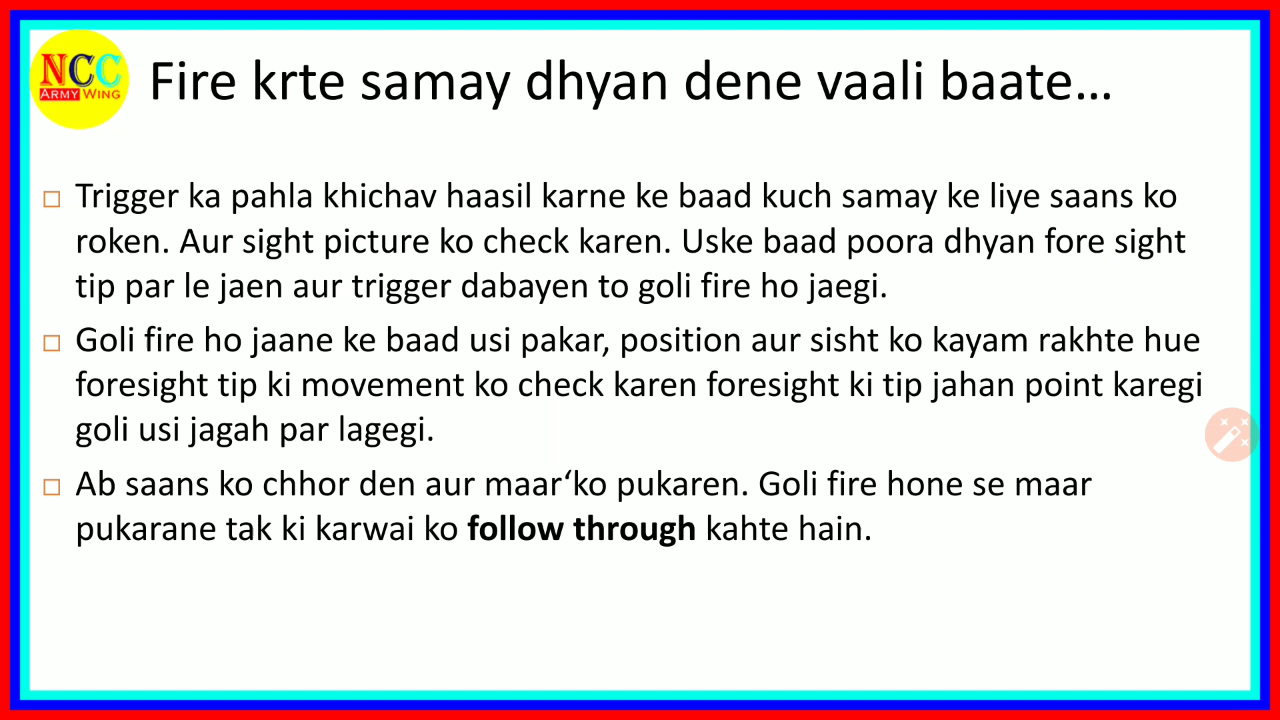 NCC
ARMY WING
Fire krte samay dhyan dene vaali baate...
Trigger ka pahla khichav haasil karne ke baad kuch samay ke liye saans ko
roken. Aur sight picture ko check karen. Uske baad poora dhyan fore sight
tip par le jaen aur trigger dabayen to goli fire ho jaegi.
Goli fire ho jaane ke baad usi pakar, position aur sisht ko kayam rakhte hue
foresight tip ki movement ko check karen foresight ki tip jahan point karegi
goli usi jagah par lagegi.
Ab saans ko chhor den aur maar‘ko pukaren. Goli fire hone se maar
pukarane tak ki karwai ko follow through kahte hain.